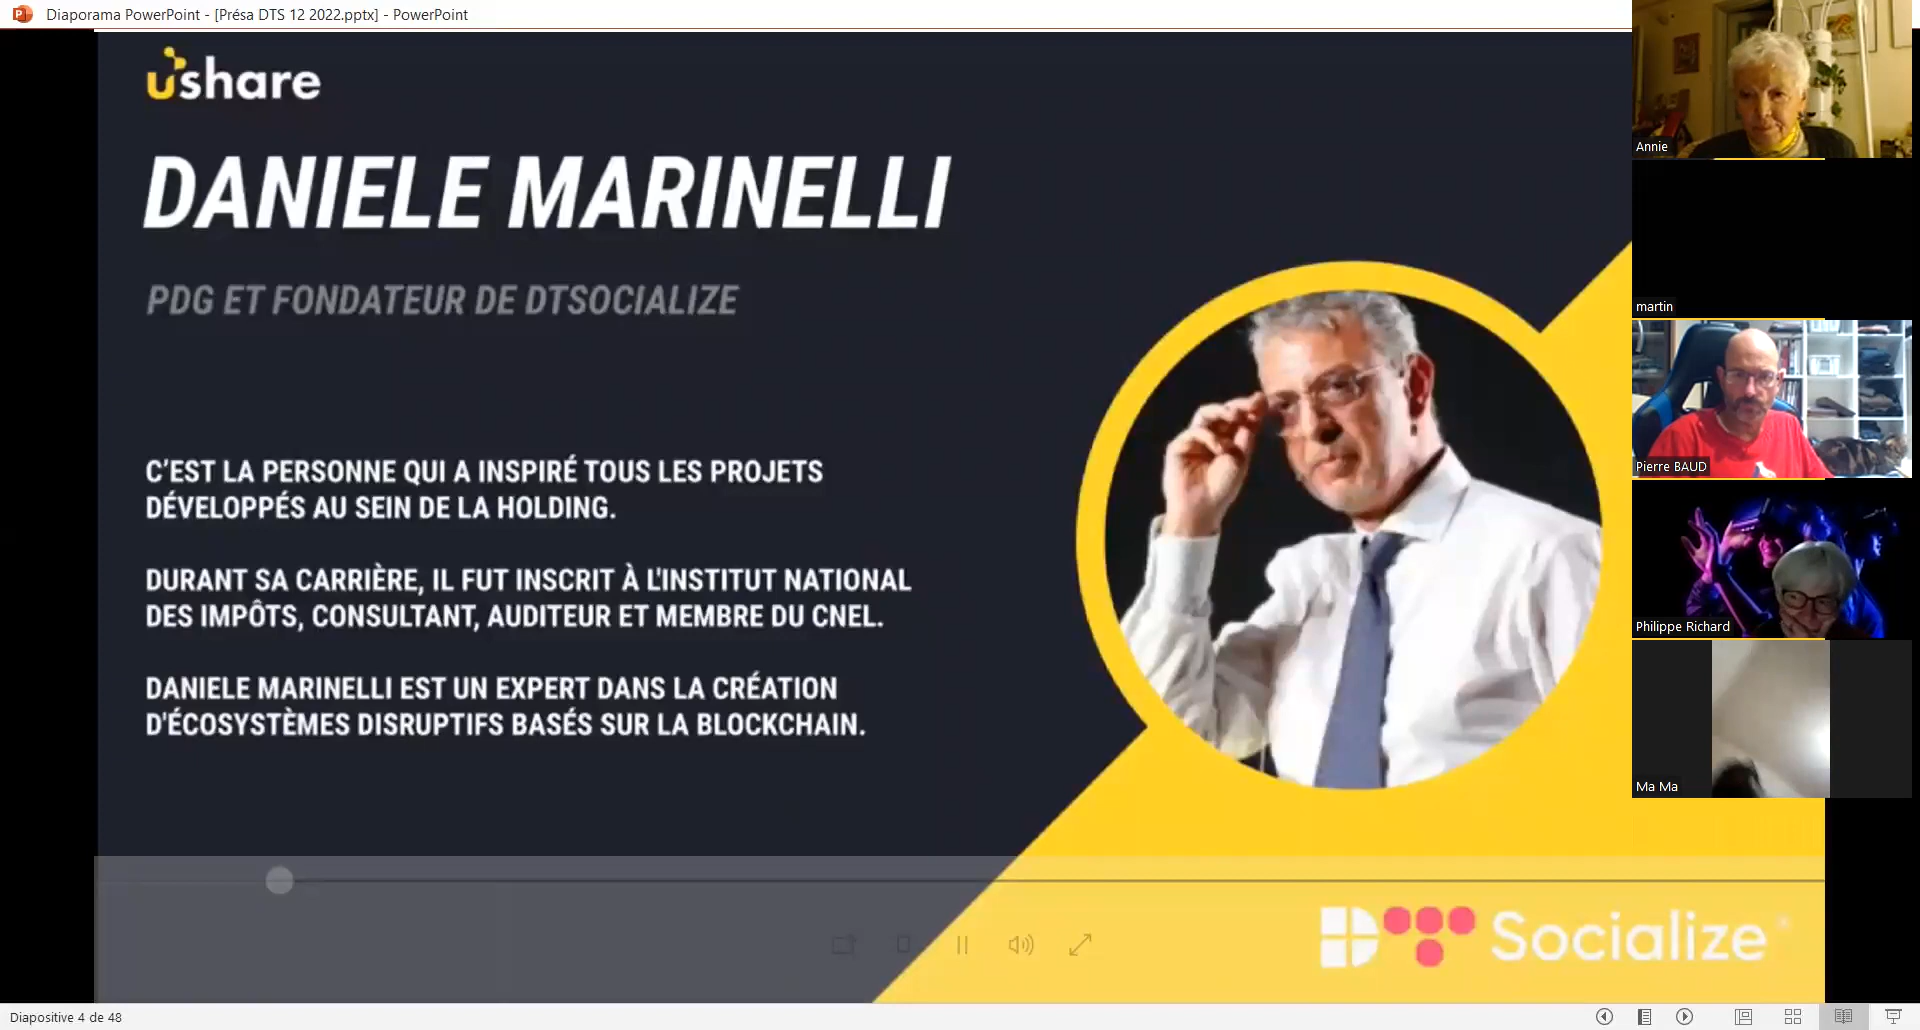 Diaporama PowerPoint - [Présa DTS 12 2022.pptx] - PowerPoint
u'share
DANIELE MARINELLI
PDG ET FONDATEUR DE DTSOCIALIZE
C'EST LA PERSONNE QUI A INSPIRÉ TOUS LES PROJETS
DÉVELOPPÉS AU SEIN DE LA HOLDING.
DURANT SA CARRIÈRE, IL FUT INSCRIT À L'INSTITUT NATIONAL
DES IMPÔTS, CONSULTANT, AUDITEUR ET MEMBRE DU CNEL.
DANIELE MARINELLI EST UN EXPERT DANS LA CRÉATION
D'ÉCOSYSTÈMES DISRUPTIFS BASÉS SUR LA BLOCKCHAIN.
DT Socialize
Annie
martin
Pierre BAUD
Philippe Richard
Ma Ma
Diapositive 4 de 48